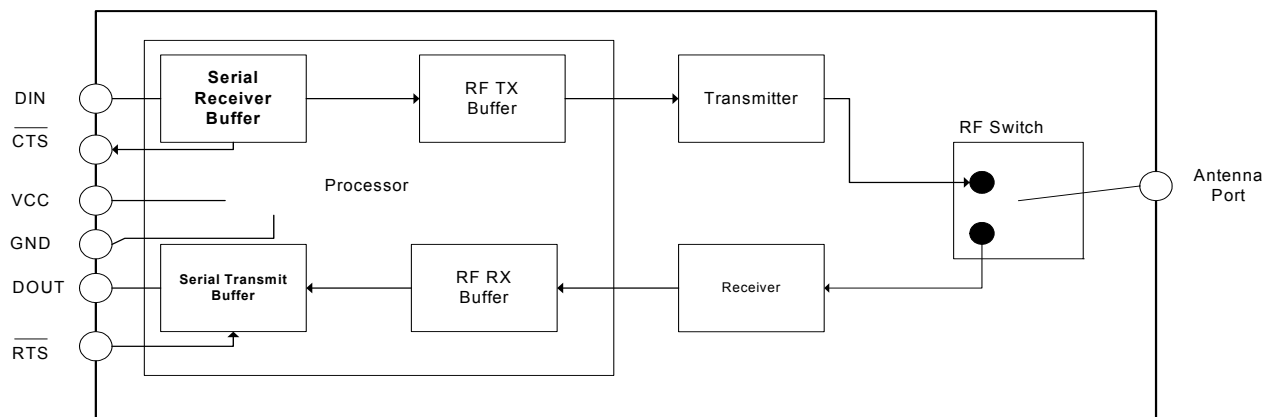 DIN
CTS
VCC
GND
DOUT
RTS
Serial
Receiver
Buffer
RF TX
Buffer
Transmitter
RF Switch
Processor
Antenna
Port
Serial Transmit
Buffer
RF RX
Buffer
Receiver